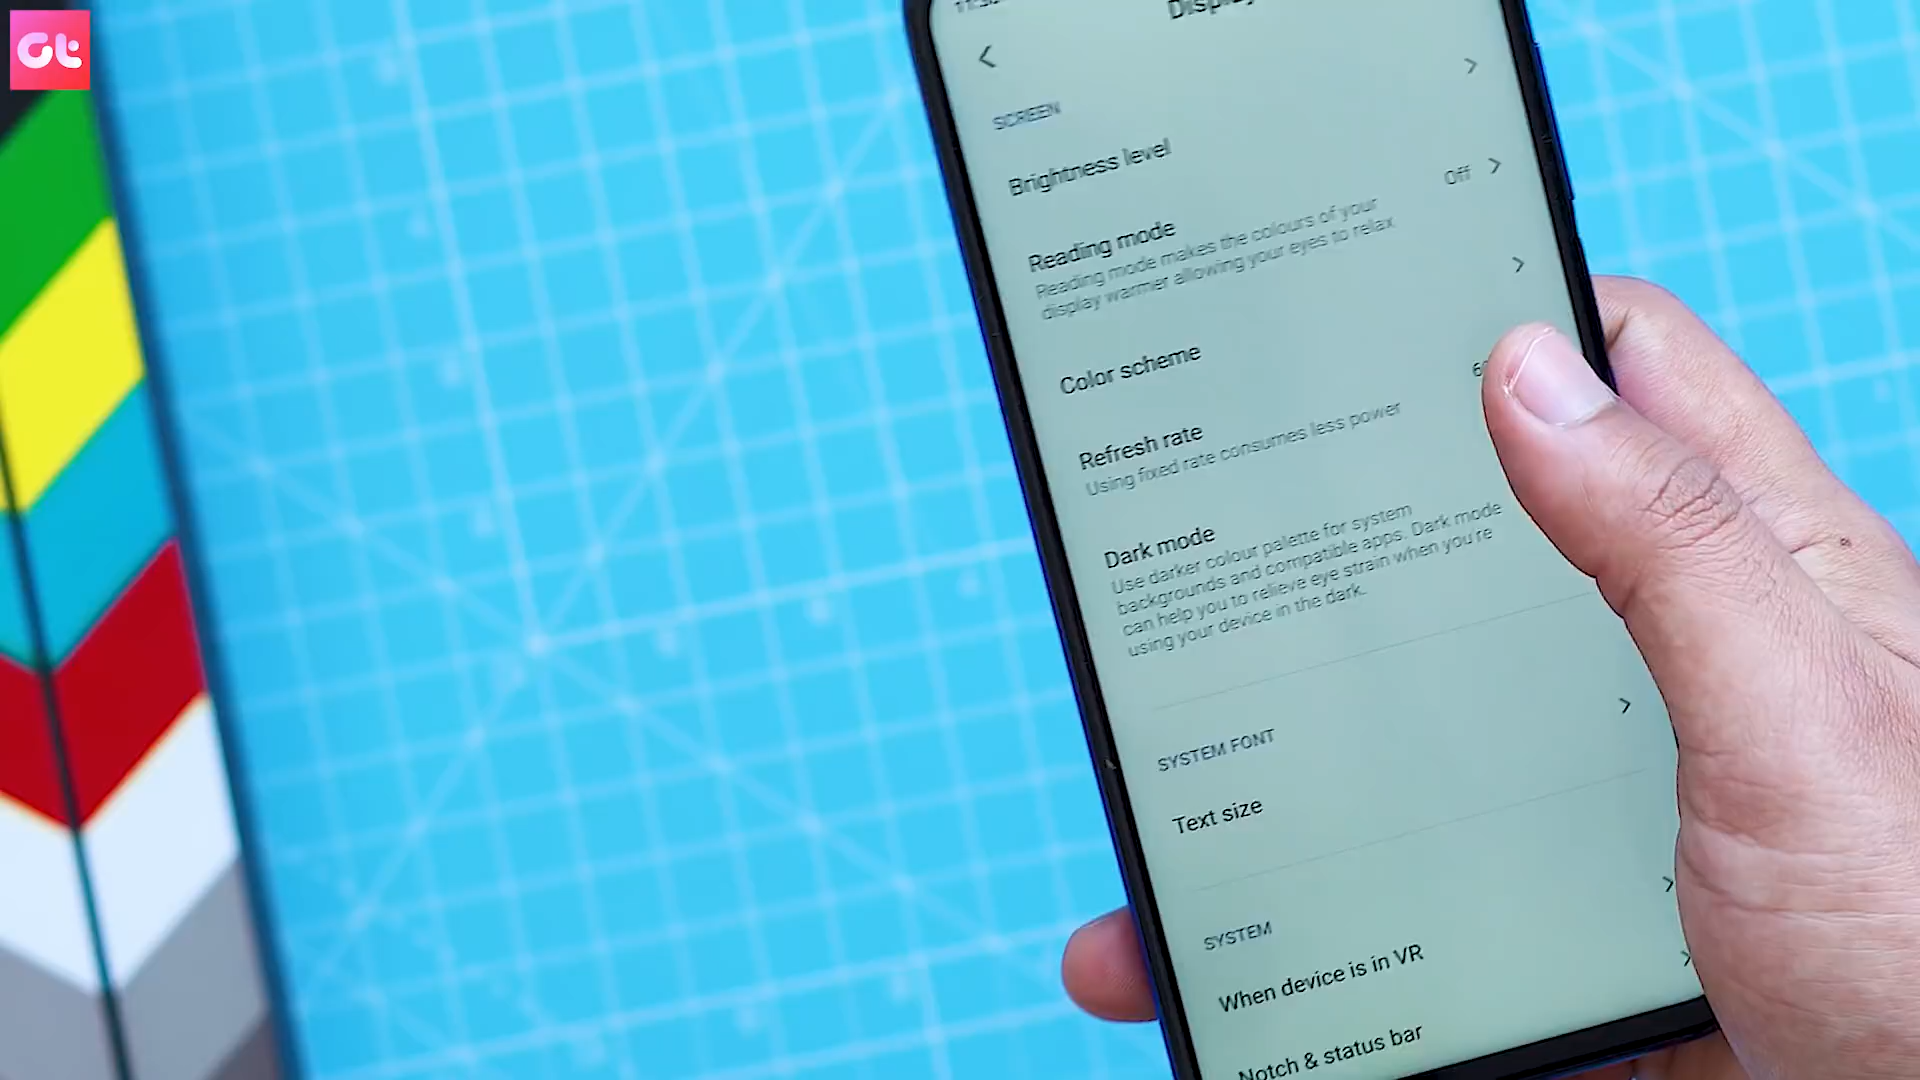 Gt
Display
SCREEN
Brightness level
Reading mode
Off
Reading mode makes the colours of your
display warmer allowing your eyes to relax
Color scheme
Refresh rate
Using fixed rate consumes less power
Dark mode
Use darker colour palette for system
backgrounds and compatible apps. Dark mode
can help you to relieve eye strain when you're
using your device in the dark.
SYSTEM FONT
Text size
SYSTEM
When device is in VR
Notch & status bar